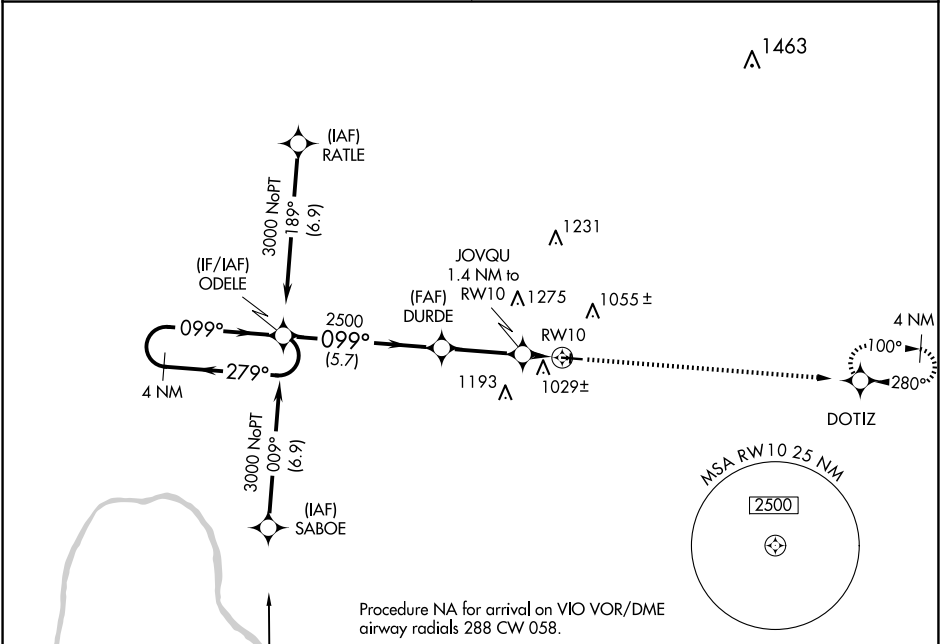 1463
(IAF)
RATLE
3000 NoPT
189°
(6.9)
1231
JOVQU
1.4 NM to
RW10
(IF/IAF)
ODELE
1275
1055 ±
(FAF)
DURDE
RW10
4 NM
099°
2500
099°
(5.7)
100°
279°
4 NM
1193
1029±
280°
DOTIZ
3000 NoPT
009°
(6.9)
MSA RW10 25 NM
2500
(IAF)
SABOE
Procedure NA for arrival on VIO VOR/DME
airway radials 288 CW 058.